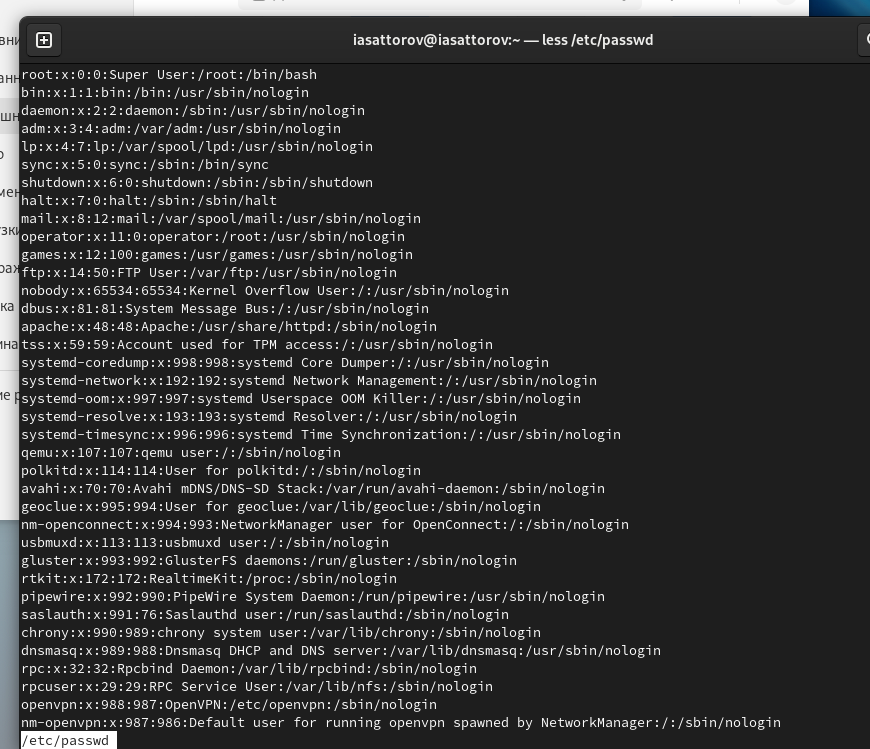 iasattorov@iasattorov:~ — less /etc/passwd
root:x:0:0:Super User:/root:/bin/bash
bin:x:1:1:bin:/bin:/usr/sbin/nologin
daemon:x:2:2:daemon:/sbin:/usr/sbin/nologin
adm:x:3:4:adm:/var/adm:/usr/sbin/nologin
lp:x:4:7:lp:/var/spool/lpd:/usr/sbin/nologin
sync:x:5:0:sync:/sbin:/bin/sync
shutdown:x:6:0:shutdown:/sbin:/sbin/shutdown
halt:x:7:0:halt:/sbin:/sbin/halt
mail:x:8:12:mail:/var/spool/mail:/usr/sbin/nologin
operator:x:11:0:operator:/root:/usr/sbin/nologin
games:x:12:100:games:/usr/games:/usr/sbin/nologin
ftp:x:14:50:FTP User:/var/ftp:/usr/sbin/nologin
nobody:x:65534:65534:Kernel Overflow User:/:/usr/sbin/nologin
dbus:x:81:81:System Message Bus:/:/usr/sbin/nologin
apache:x:48:48:Apache:/usr/share/httpd:/sbin/nologin
tss:x:59:59:Account used for TPM access:/:/usr/sbin/nologin
systemd-coredump:x:998:998:systemd Core Dumper:/:/usr/sbin/nologin
systemd-network:x:192:192:systemd Network Management:/:/usr/sbin/nologin
systemd-oom:x:997:997:systemd Userspace OOM Killer:/:/usr/sbin/nologin
systemd-resolve:x:193:193:systemd Resolver:/:/usr/sbin/nologin
systemd-timesync:x:996:996:systemd Time Synchronization:/:/usr/sbin/nologin
qemu:x:107:107:qemu user:/:/sbin/nologin
polkitd:x:114:114:User for polkitd:/:/sbin/nologin
avahi:x:70:70:Avahi mDNS/DNS-SD Stack:/var/run/avahi-daemon:/sbin/nologin
geoclue:x:995:994:User for geoclue:/var/lib/geoclue:/sbin/nologin
nm-openconnect:x:994:993:NetworkManager user for OpenConnect:/:/sbin/nologin
usbmuxd:x:113:113:usbmuxd user:/:/sbin/nologin
gluster:x:993:992:GlusterFS daemons:/run/gluster:/sbin/nologin
rtkit:x:172:172:RealtimeKit:/proc:/sbin/nologin
pipewire:x:992:990:PipeWire System Daemon:/run/pipewire:/usr/sbin/nologin
saslauth:x:991:76:Saslauthd user:/run/saslauthd:/sbin/nologin
chrony:x:990:989:chrony system user:/var/lib/chrony:/sbin/nologin
dnsmasq:x:989:988:Dnsmasq DHCP and DNS server:/var/lib/dnsmasq:/usr/sbin/nologin
rpc:x:32:32:Rpcbind Daemon:/var/lib/rpcbind:/sbin/nologin
rpcuser:x:29:29:RPC Service User:/var/lib/nfs:/sbin/nologin
openvpn:x:988:987:OpenVPN:/etc/openvpn:/sbin/nologin
nm-openvpn:x:987:986:Default user for running openvpn spawned by NetworkManager:/:/sbin/nologin
/etc/passwd